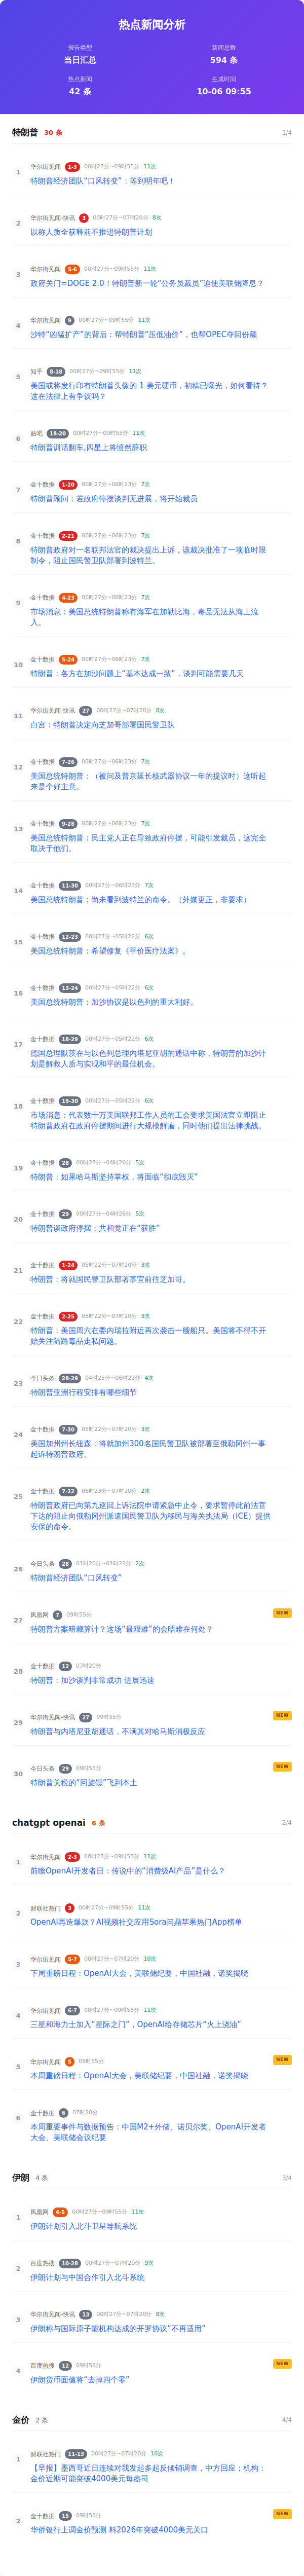 热点新闻分析
报告类型
当日汇总
新闻总数
594 条
热点新闻
42 条
生成时间
10-06 09:55
特朗普 30 条 1/4
1 华尔街见闻 1-3 00时27分~09时55分 11次
特朗普经济团队“口风转变”：等到明年吧！
2 华尔街见闻-快讯 3 00时27分~07时20分 8次
以称人质全获释前不推进特朗普计划
3 华尔街见闻 5-6 00时27分~09时55分 11次
政府关门=DOGE 2.0！特朗普新一轮“公务员裁员”迫使美联储降息？
4 华尔街见闻 9 00时27分~09时55分 11次
沙特“凶猛扩产”的背后：帮特朗普“压低油价”，也帮OPEC夺回份额
5 知乎 8-18 00时27分~09时55分 11次
美国或将发行印有特朗普头像的 1 美元硬币，初稿已曝光，如何看待？
这在法律上有争议吗？
6 贴吧 18-20 00时27分~09时55分 11次
特朗普训话翻车,四星上将愤然辞职
7 金十数据 1-20 00时27分~06时23分 7次
特朗普顾问：若政府停摆谈判无进展，将开始裁员
8 金十数据 2-21 00时27分~06时23分 7次
特朗普政府对一名联邦法官的裁决提出上诉，该裁决批准了一项临时限
制令，阻止国民警卫队部署到波特兰。
9 金十数据 4-23 00时27分~06时23分 7次
市场消息：美国总统特朗普称有海军在加勒比海，毒品无法从海上流
入。
10 金十数据 5-24 00时27分~06时23分 7次
特朗普：各方在加沙问题上“基本达成一致”，谈判可能需要几天
11 华尔街见闻-快讯 27 00时27分~07时20分 8次
白宫：特朗普决定向芝加哥部署国民警卫队
12 金十数据 7-26 00时27分~06时23分 7次
美国总统特朗普：（被问及普京延长核武器协议一年的提议时）这听起
来是个好主意。
13 金十数据 9-28 00时27分~06时23分 7次
美国总统特朗普：民主党人正在导致政府停摆，可能引发裁员，这完全
取决于他们。
14 金十数据 11-30 00时27分~06时23分 7次
美国总统特朗普：尚未看到波特兰的命令。（外媒更正，非要求）
15 金十数据 12-23 00时27分~05时22分 6次
美国总统特朗普：希望修复《平价医疗法案》。
16 金十数据 13-24 00时27分~05时22分 6次
美国总统特朗普：加沙协议是以色列的重大利好。
17 金十数据 18-29 00时27分~05时22分 6次
德国总理默茨在与以色列总理内塔尼亚胡的通话中称，特朗普的加沙计
划是解救人质与实现和平的最佳机会。
18 金十数据 19-30 00时27分~05时22分 6次
市场消息：代表数十万美国联邦工作人员的工会要求美国法官立即阻止
特朗普政府在政府停摆期间进行大规模解雇，同时他们提出法律挑战。
19 金十数据 28 00时27分~04时26分 5次
特朗普：如果哈马斯坚持掌权，将面临“彻底毁灭”
20 金十数据 29 00时27分~04时26分 5次
特朗普谈政府停摆：共和党正在“获胜”
21 金十数据 1-24 05时22分~07时20分 3次
特朗普：将就国民警卫队部署事宜前往芝加哥。
22 金十数据 2-25 05时22分~07时20分 3次
特朗普：美国周六在委内瑞拉附近再次袭击一艘船只。美国将不得不开
始关注陆路毒品走私问题。
23 今日头条 28-29 04时25分~06时23分 4次
特朗普亚洲行程安排有哪些细节
24 金十数据 7-30 05时22分~07时20分 3次
美国加州州长纽森：将就加州300名国民警卫队被部署至俄勒冈州一事
起诉特朗普政府。
25 金十数据 7-22 06时23分~07时20分 2次
特朗普政府已向第九巡回上诉法院申请紧急中止令，要求暂停此前法官
下达的阻止向俄勒冈州派遣国民警卫队为移民与海关执法局（ICE）提供
安保的命令。
26 今日头条 28 01时20分~01时21分 2次
特朗普经济团队“口风转变”
27 凤凰网 7 09时55分 NEW
特朗普方案暗藏算计？这场“最艰难”的会晤难在何处？
28 金十数据 12 07时20分
特朗普：加沙谈判非常成功 进展迅速
29 华尔街见闻-快讯 27 09时55分 NEW
特朗普与内塔尼亚胡通话，不满其对哈马斯消极反应
30 今日头条 29 09时55分 NEW
特朗普关税的“回旋镖”飞到本土
chatgpt openai 6 条 2/4
1 华尔街见闻 2-3 00时27分~09时55分 11次
前瞻OpenAI开发者日：传说中的“消费级AI产品”是什么？
2 财联社热门 3 00时27分~09时55分 11次
OpenAI再造爆款？AI视频社交应用Sora问鼎苹果热门App榜单
3 华尔街见闻 5-7 00时27分~07时20分 10次
下周重磅日程：OpenAI大会，美联储纪要，中国社融，诺奖揭晓
4 华尔街见闻 6-7 00时27分~09时55分 11次
三星和海力士加入“星际之门”，OpenAI给存储芯片“火上浇油”
5 华尔街见闻 5 09时55分 NEW
本周重磅日程：OpenAI大会，美联储纪要，中国社融，诺奖揭晓
6 金十数据 6 07时20分
本周重要事件与数据预告：中国M2+外储、诺贝尔奖、OpenAI开发者
大会、美联储会议纪要
伊朗 4 条 3/4
1 凤凰网 4-5 00时27分~09时55分 11次
伊朗计划引入北斗卫星导航系统
2 百度热搜 10-28 00时27分~07时20分 9次
伊朗计划与中国合作引入北斗系统
3 华尔街见闻-快讯 13 00时27分~07时20分 8次
伊朗称与国际原子能机构达成的开罗协议“不再适用”
4 百度热搜 12 09时55分 NEW
伊朗货币面值将“去掉四个零”
金价 2 条 4/4
1 财联社热门 11-13 00时27分~07时20分 10次
【早报】墨西哥近日连续对我发起多起反倾销调查，中方回应；机构：
金价近期可能突破4000美元每盎司
2 金十数据 15 09时55分 NEW
华侨银行上调金价预测 料2026年突破4000美元关口